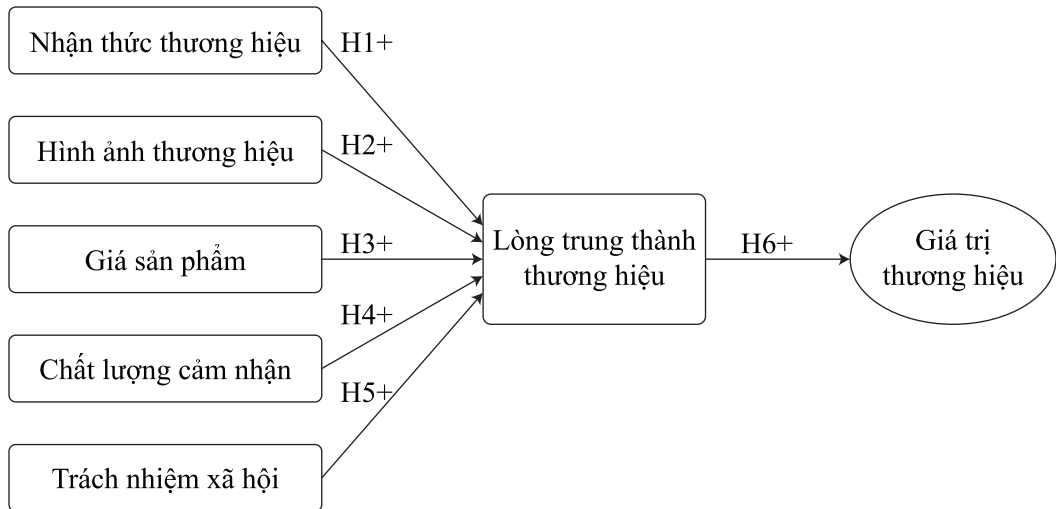 Nhận thức thương hiệu
H1+
Hình ảnh thương hiệu
H2+
Giá sản phẩm
H3+
Chất lượng cảm nhận
H4+
Trách nhiệm xã hội
H5+
Lòng trung thành
thương hiệu
H6+
Giá trị
thương hiệu